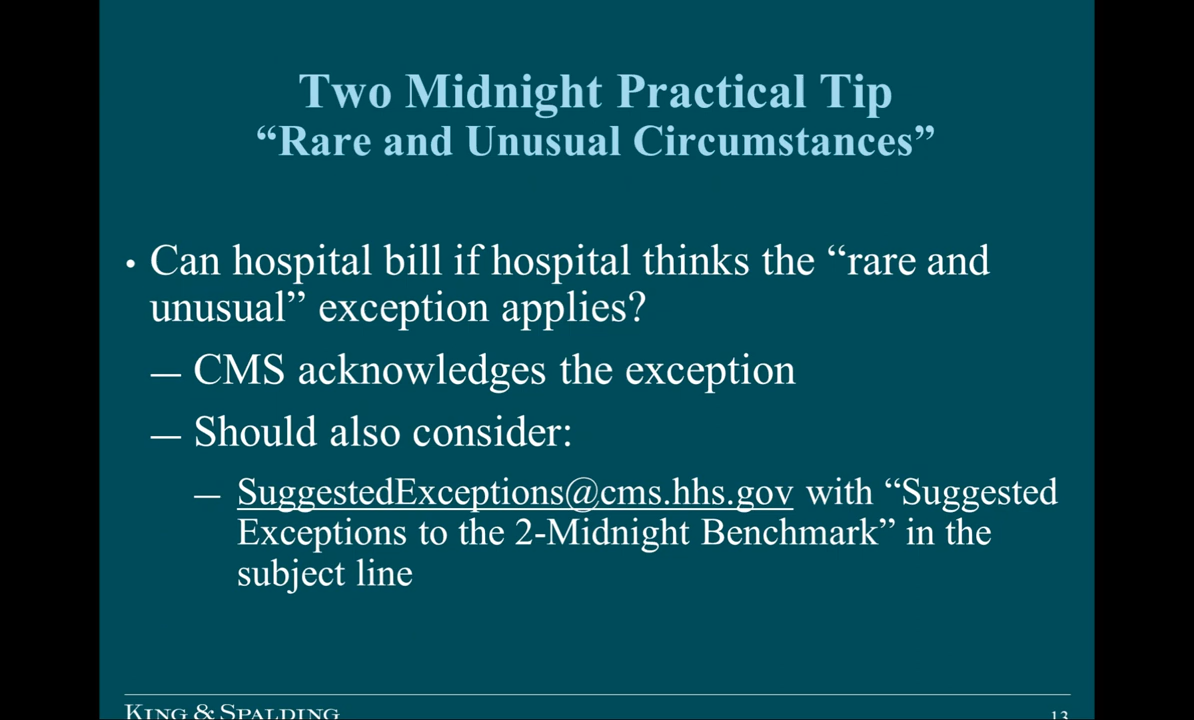 Two Midnight Practical Tip
“Rare and Unusual Circumstances”
• Can hospital bill if hospital thinks the “rare and
unusual” exception applies?
— CMS acknowledges the exception
— Should also consider:
— SuggestedExceptions@cms.hhs.gov with “Suggested
Exceptions to the 2-Midnight Benchmark” in the
subject line
KING & SPALDING
13